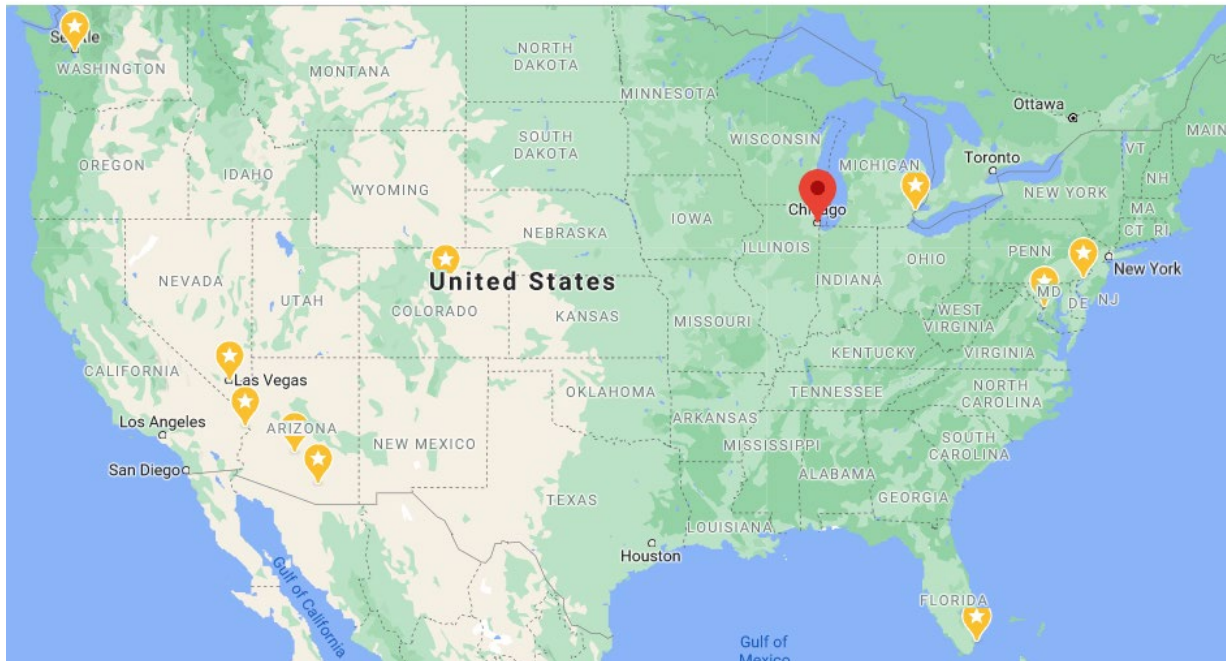 Seattle
WASHINGTON
MONTANA
NORTH
DAKOTA
MINNESOTA
Ottawa
MAIN
OREGON
IDAHO
SOUTH
DAKOTA
WISCONSIN
MICHIGAN
Toronto
VT
NH
WYOMING
NEW YORK
MA
CT RI
Chicago
IOWA
NEBRASKA
ILLINOIS
INDIANA
OHIO
PENN
New York
NEVADA
UTAH
United States
COLORADO
KANSAS
MISSOURI
WEST
VIRGINIA
MD
DE
NJ
CALIFORNIA
Las Vegas
KENTUCKY
VIRGINIA
Los Angeles
ARIZONA
NEW MEXICO
OKLAHOMA
ARKANSAS
TENNESSEE
NORTH
CAROLINA
San Diego
MISSISSIPPI
ALABAMA
SOUTH
CAROLINA
GEORGIA
TEXAS
LOUISIANA
Houston
Gulf of California
FLORIDA
Gulf of
Mexico